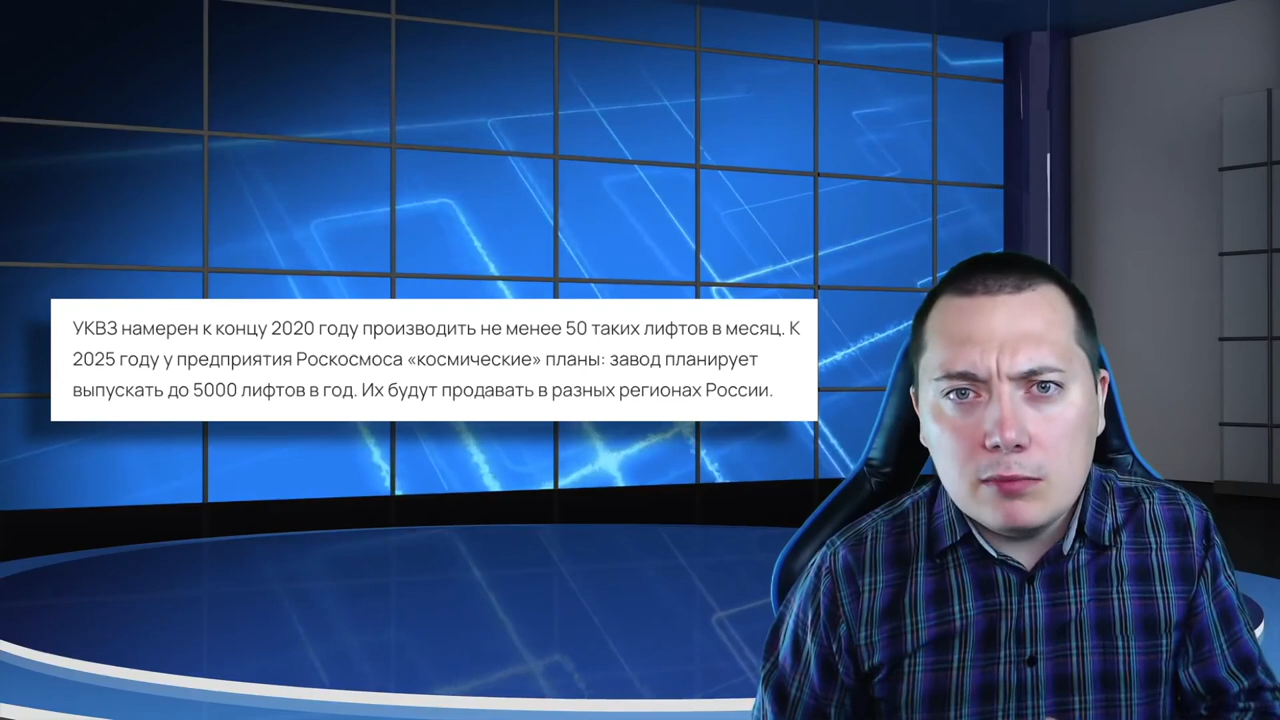 УКВЗ намерен к концу 2020 году производить не менее 50 таких лифтов в месяц. К
2025 году у предприятия Роскосмоса «космические» планы: завод планирует
выпускать до 5000 лифтов в год. Их будут продавать в разных регионах России.